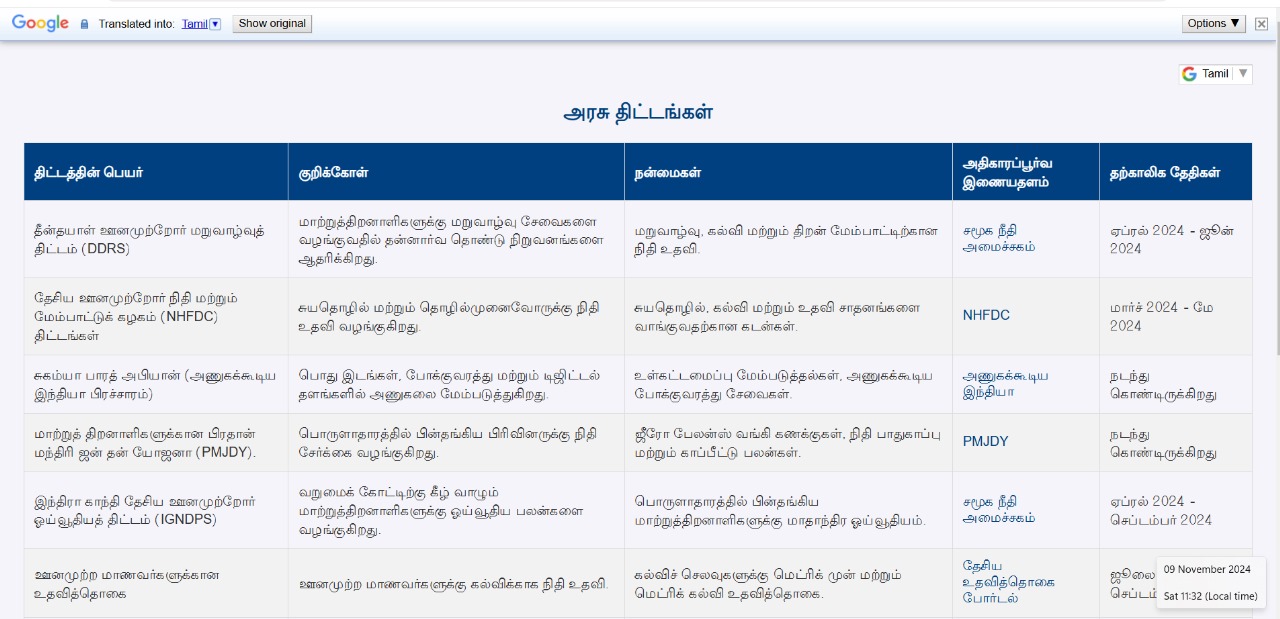 Google Translated into: Tamil Show original Options ▼
Tamil ▼
அரசு திட்டங்கள்
திட்டத்தின் பெயர்
குறிக்கோள்
நன்மைகள்
அதிகாரப்பூர்வ
இணையதளம்
தற்காலிக தேதிகள்
தீன்தயாள் ஊனமுற்றோர் மறுவாழ்வுத்
திட்டம் (DDRS)
மாற்றுத்திறனாளிகளுக்கு மறுவாழ்வு சேவைகளை
வழங்குவதில் தன்னார்வ தொண்டு நிறுவனங்களை
ஆதரிக்கிறது.
மறுவாழ்வு, கல்வி மற்றும் திறன் மேம்பாட்டிற்கான
நிதி உதவி.
சமூக நீதி
அமைச்சகம்
ஏப்ரல் 2024 - ஜூன்
2024
தேசிய ஊனமுற்றோர் நிதி மற்றும்
மேம்பாட்டுக் கழகம் (NHFDC)
திட்டங்கள்
சுயதொழில் மற்றும் தொழில்முனைவோருக்கு நிதி
உதவி வழங்குகிறது.
சுயதொழில், கல்வி மற்றும் உதவி சாதனங்களை
வாங்குவதற்கான கடன்கள்.
NHFDC
மார்ச் 2024 - மே
2024
சுகம்யா பாரத் அபியான் (அணுகக்கூடிய
இந்தியா பிரச்சாரம்)
பொது இடங்கள், போக்குவரத்து மற்றும் டிஜிட்டல்
தளங்களில் அணுகலை மேம்படுத்துகிறது.
உள்கட்டமைப்பு மேம்படுத்தல்கள், அணுகக்கூடிய
போக்குவரத்து சேவைகள்.
அணுகக்கூடிய
இந்தியா
நடந்து
கொண்டிருக்கிறது
மாற்றுத் திறனாளிகளுக்கான பிரதான்
மந்திரி ஜன் தன் யோஜனா (PMJDY).
பொருளாதாரத்தில் பின்தங்கிய பிரிவினருக்கு நிதி
சேர்க்கை வழங்குகிறது.
ஜீரோ பேலன்ஸ் வங்கி கணக்குகள், நிதி பாதுகாப்பு
மற்றும் காப்பீட்டு பலன்கள்.
PMJDY
நடந்து
கொண்டிருக்கிறது
இந்திரா காந்தி தேசிய ஊனமுற்றோர்
ஓய்வூதியத் திட்டம் (IGNDPS)
வறுமைக் கோட்டிற்கு கீழ் வாழும்
மாற்றுத்திறனாளிகளுக்கு ஓய்வூதிய பலன்களை
வழங்குகிறது.
பொருளாதாரத்தில் பின்தங்கிய
மாற்றுத்திறனாளிகளுக்கு மாதாந்திர ஓய்வூதியம்.
சமூக நீதி
அமைச்சகம்
ஏப்ரல் 2024 -
செப்டம்பர் 2024
ஊனமுற்ற மாணவர்களுக்கான
உதவித்தொகை
ஊனமுற்ற மாணவர்களுக்கு கல்விக்காக நிதி உதவி.
கல்விச் செலவுகளுக்கு மெட்ரிக் முன் மற்றும்
மெட்ரிக் கல்வி உதவித்தொகை.
தேசிய
உதவித்தொகை
போர்டல்
ஜூலை
09 November 2024
Sat 11:32 (Local time)